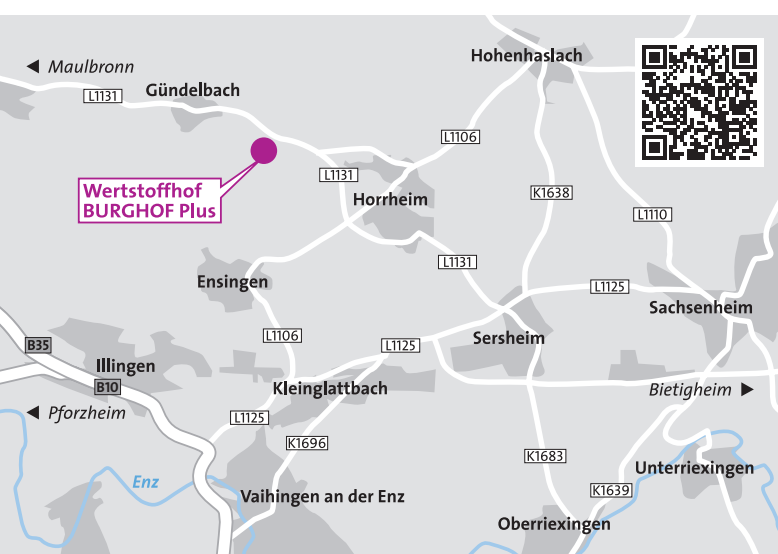 Hohenhaslach
◀ Maulbronn
Gündelbach
L1131
L1106
Wertstoffhof
BURGHOF Plus
L1131
Horrheim
K1638
L1110
L1131
Ensingen
L1125
Sachsenheim
L1106
L1125
Sersheim
B35
Illingen
B10
Kleinglattbach
Bietigheim ▶
◀ Pforzheim
L1125
K1696
K1683
Unterriexingen
Enz
K1639
Vaihingen an der Enz
Oberriexingen